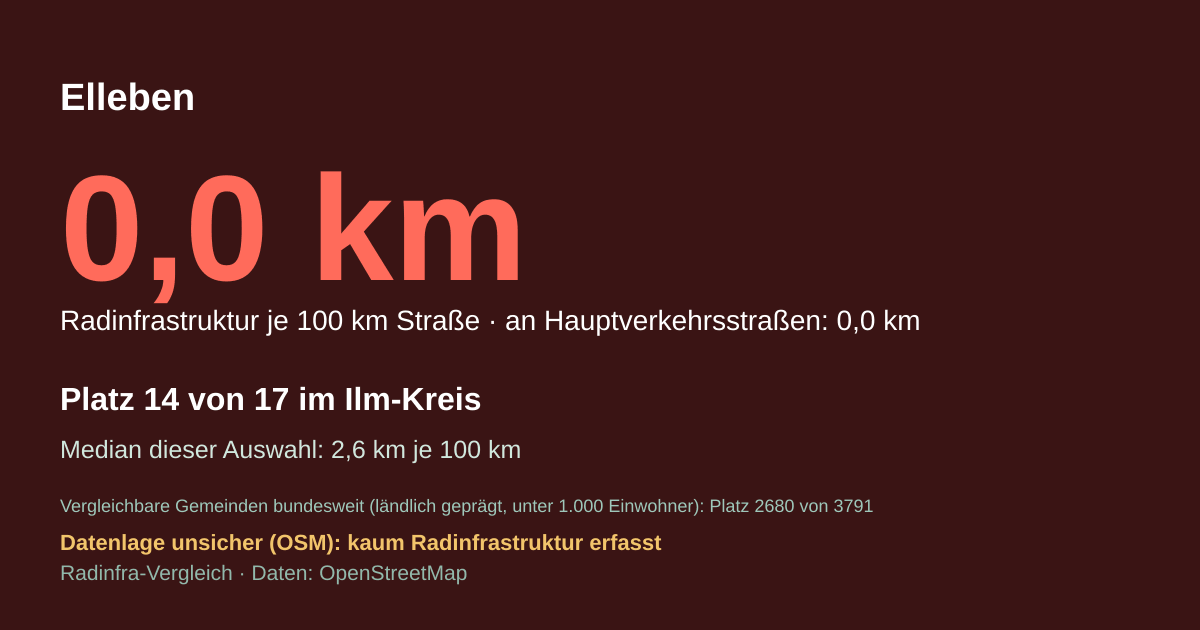 Elleben
0,0 km
Radinfrastruktur je 100 km Straße · an Hauptverkehrsstraßen: 0,0 km
Platz 14 von 17 im Ilm-Kreis
Median dieser Auswahl: 2,6 km je 100 km
Vergleichbare Gemeinden bundesweit (ländlich geprägt, unter 1.000 Einwohner): Platz 2680 von 3791
Datenlage unsicher (OSM): kaum Radinfrastruktur erfasst
Radinfra-Vergleich · Daten: OpenStreetMap